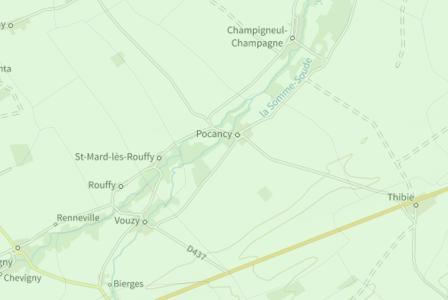 Champigneul-
Champagne
la Somme-Soude
Pocancy
St-Mard-lès-Rouffy
Rouffy
Thibie
Renneville
Vouzy
D437
Chevigny
Bierges